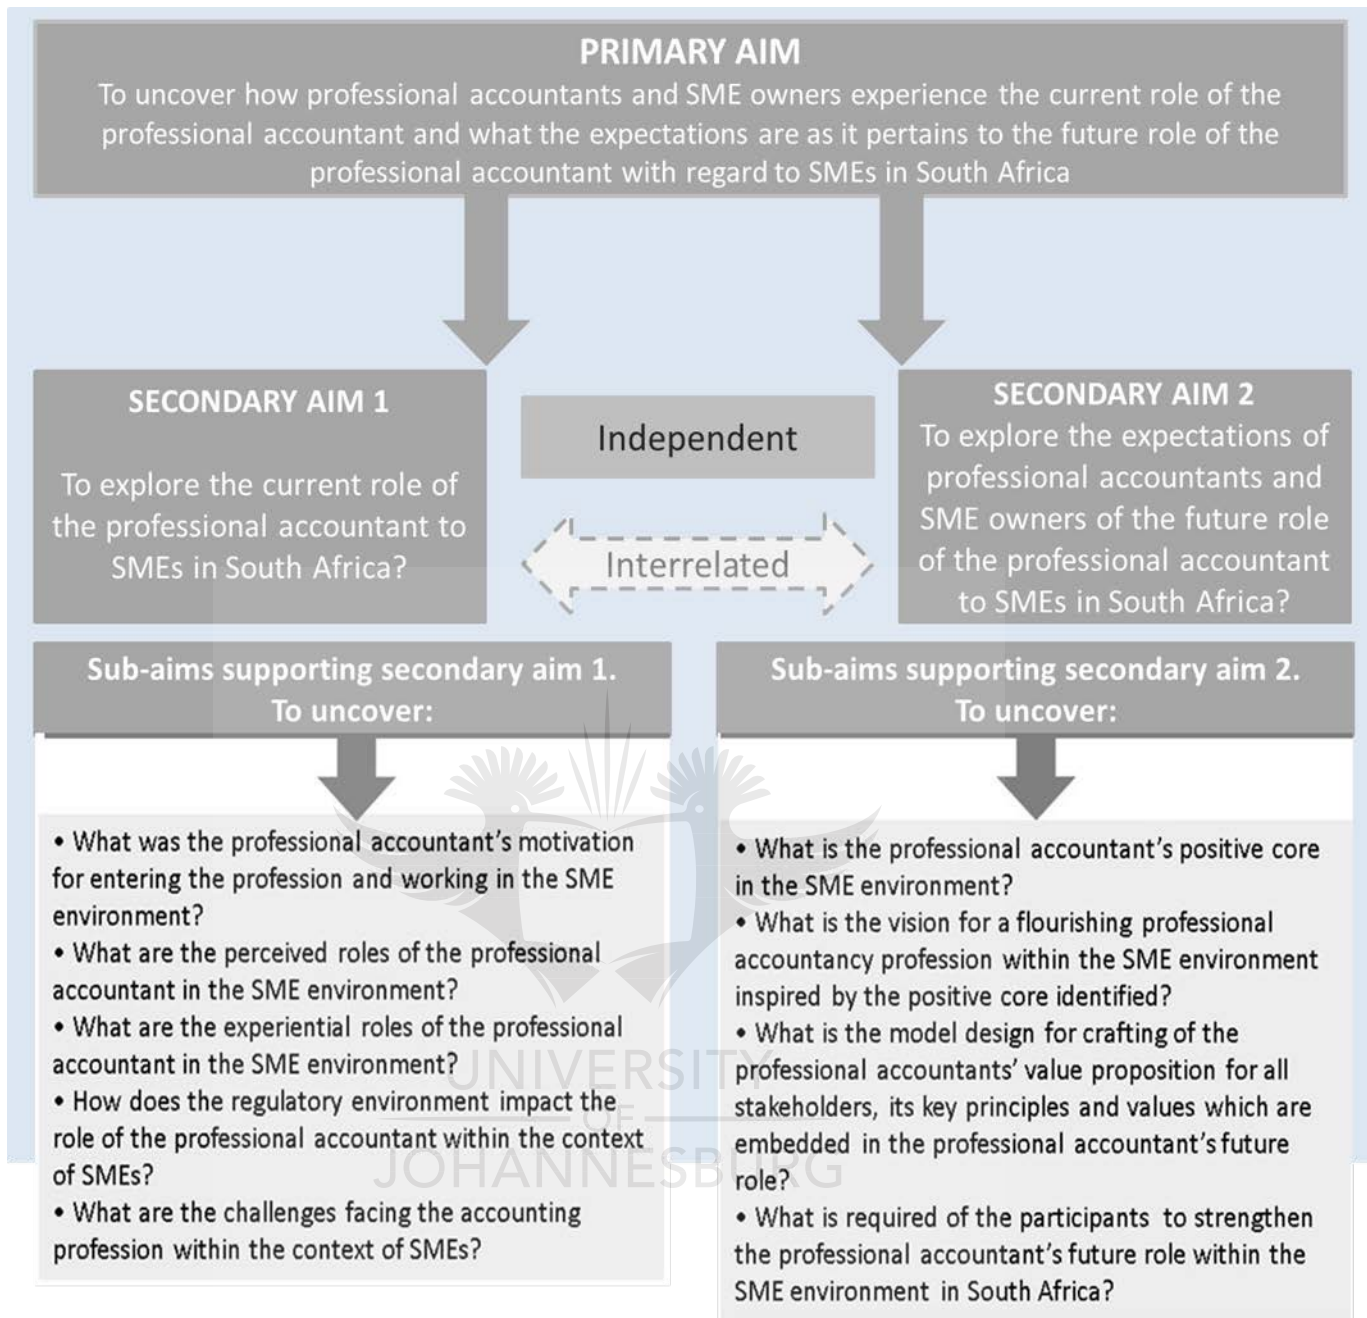 PRIMARY AIM
To uncover how professional accountants and SME owners experience the current role of the
professional accountant and what the expectations are as it pertains to the future role of the
professional accountant with regard to SMEs in South Africa
SECONDARY AIM 1
To explore the current role of
the professional accountant to
SMEs in South Africa?
Independent
Interrelated
SECONDARY AIM 2
To explore the expectations of
professional accountants and
SME owners of the future role
of the professional accountant
to SMEs in South Africa?
Sub-aims supporting secondary aim 1.
To uncover:
• What was the professional accountant's motivation
for entering the profession and working in the SME
environment?
• What are the perceived roles of the professional
accountant in the SME environment?
• What are the experiential roles of the professional
accountant in the SME environment?
• How does the regulatory environment impact the
role of the professional accountant within the context
of SMEs?
• What are the challenges facing the accounting
profession within the context of SMEs?
Sub-aims supporting secondary aim 2.
To uncover:
• What is the professional accountant's positive core
in the SME environment?
• What is the vision for a flourishing professional
accountancy profession within the SME environment
inspired by the positive core identified?
• What is the model design for crafting of the
professional accountants' value proposition for all
stakeholders, its key principles and values which are
embedded in the professional accountant's future
role?
• What is required of the participants to strengthen
the professional accountant's future role within the
SME environment in South Africa?
UNIVERSITY
OF
JOHANNESBURG